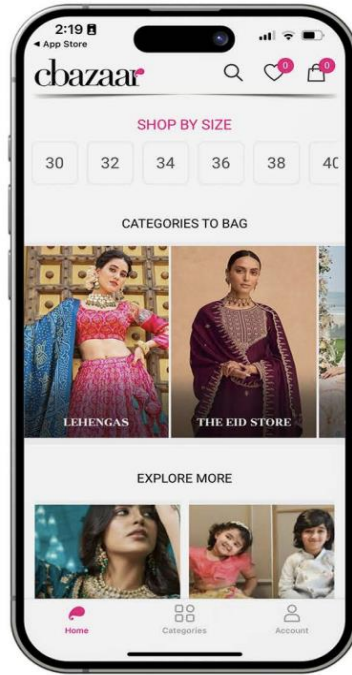 2:19
App Store
cbazaar
0
0
SHOP BY SIZE
30 32 34 36 38 40
CATEGORIES TO BAG
LEHENGAS THE EID STORE
EXPLORE MORE
Home Categories Account